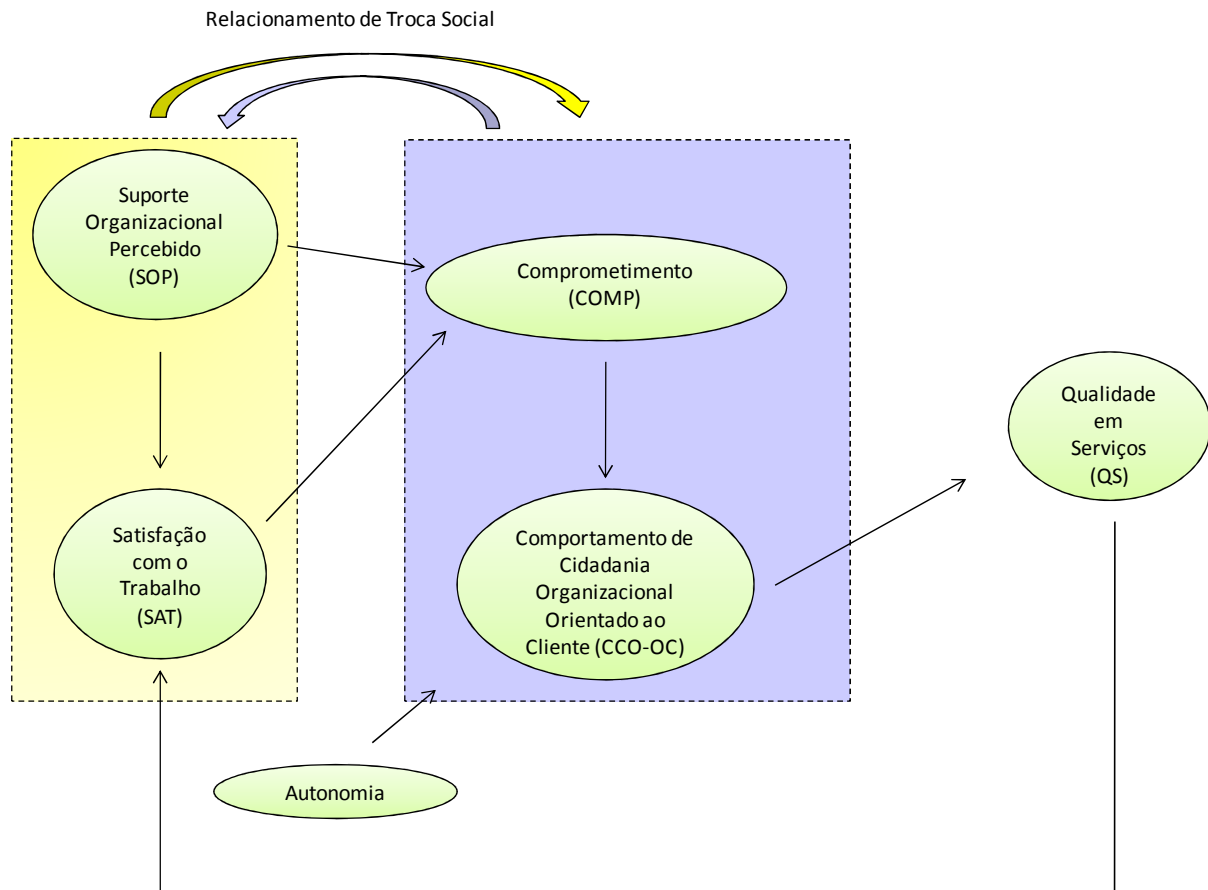 Relacionamento de Troca Social
Suporte
Organizacional
Percebido
(SOP)
Comprometimento
(COMP)
Qualidade
em
Serviços
(QS)
Satisfação
com o
Trabalho
(SAT)
Comportamento de
Cidadania
Organizacional
Orientado ao
Cliente (CCO-OC)
Autonomia